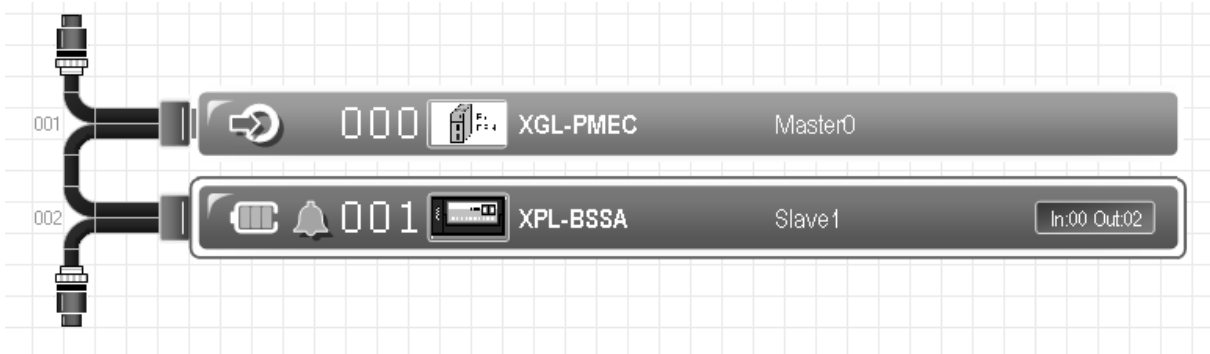 001 000 XGL-PMEC Master0
002 001 XPL-BSSA Slave1 In:00 Out:02